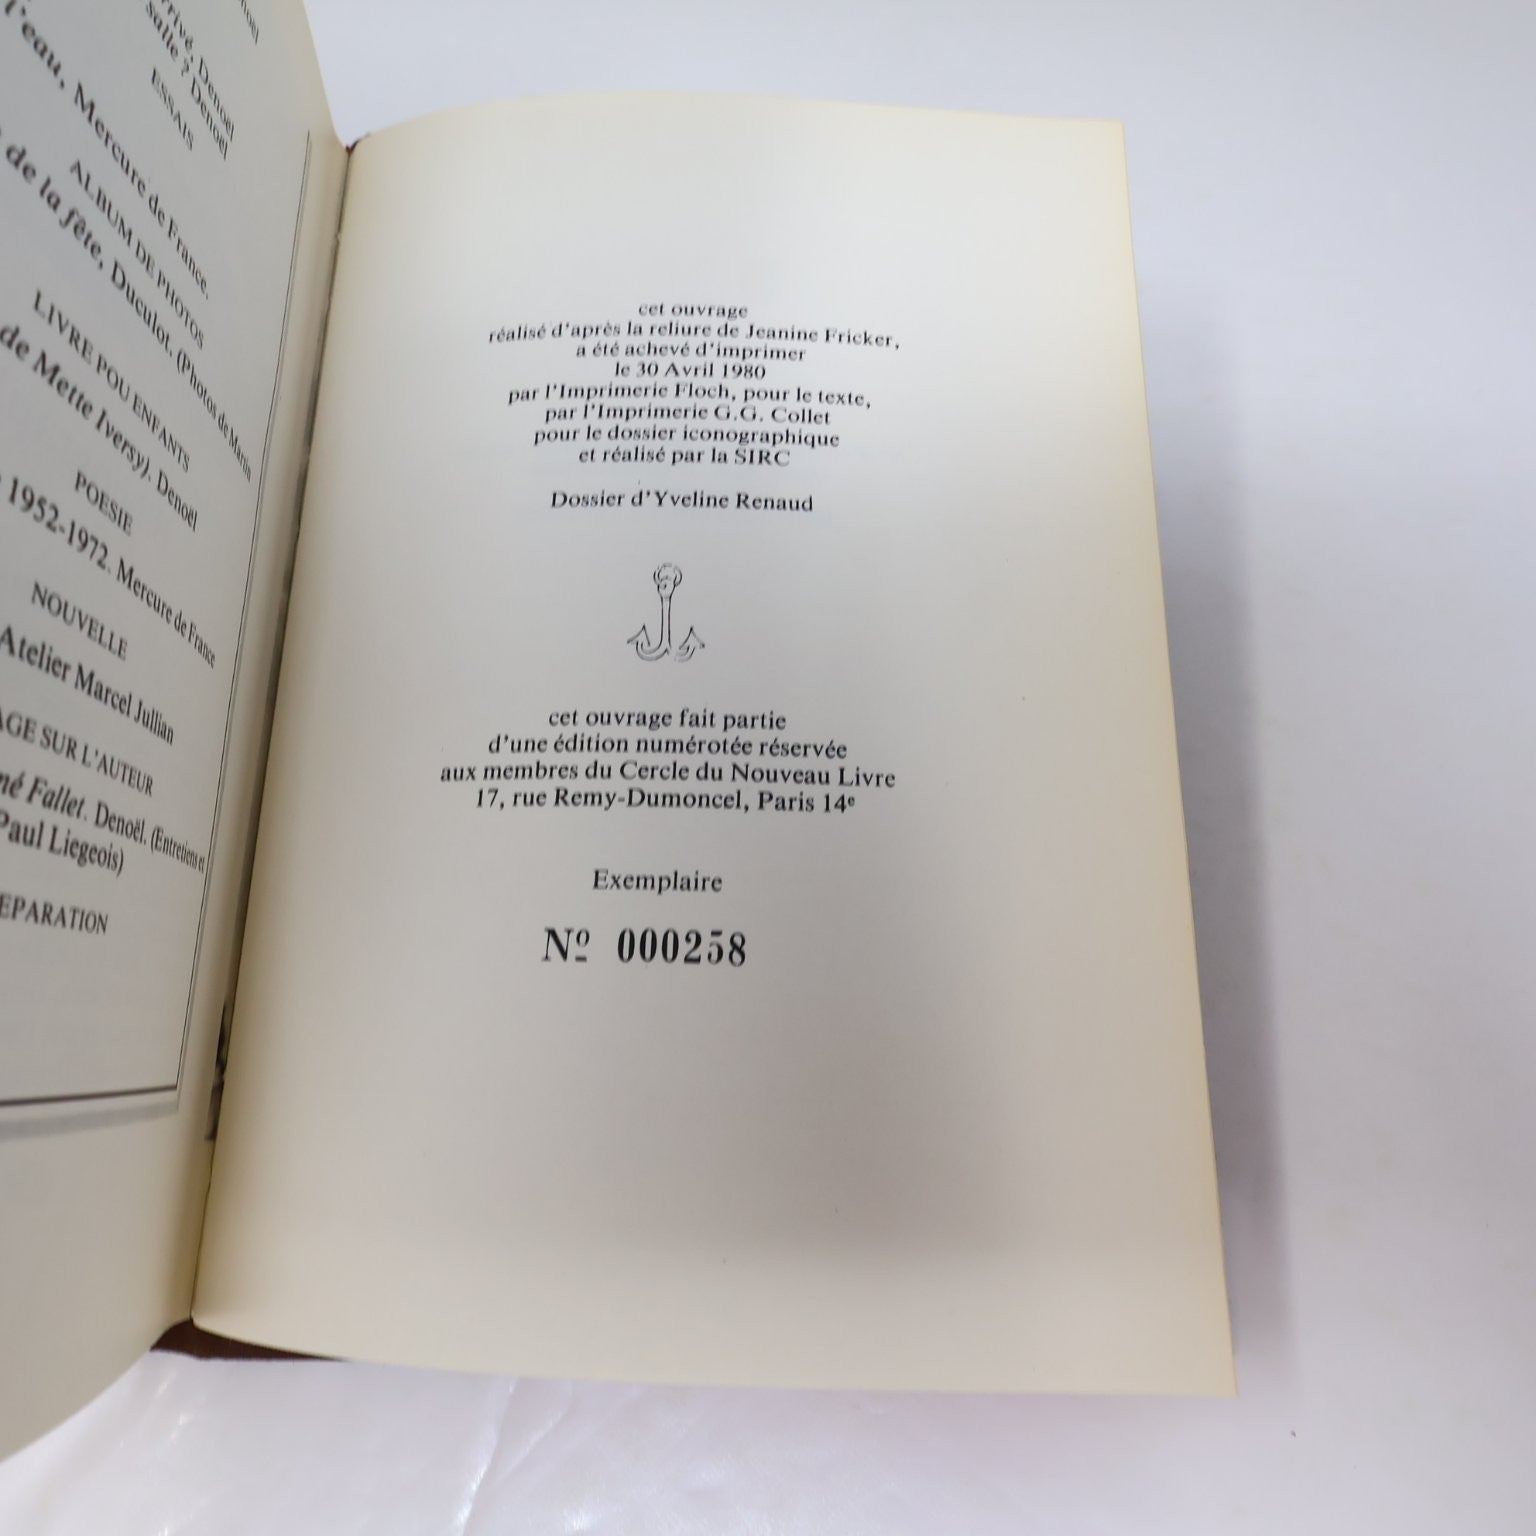 rrivé, Denoël
salle ? Denoël
ESSAIS
l'eau, Mercure de France.
ALBUM DE PHOTOS
de la fête, Duculot. (Photos de Martin
LIVRE POU ENFANTS
de Mette Iversy). Denoël
POESIE
1952-1972. Mercure de France
NOUVELLE
Atelier Marcel Jullian
AGE SUR L'AUTEUR
né Fallet. Denoël. (Entretiens et
Paul Liegeois)
EPARATION
cet ouvrage
réalisé d'après la reliure de Jeanine Fricker,
a été achevé d'imprimer
le 30 Avril 1980
par l'Imprimerie Floch, pour le texte,
par l'Imprimerie G.G. Collet
pour le dossier iconographique
et réalisé par la SIRC
Dossier d'Yveline Renaud
cet ouvrage fait partie
d'une édition numérotée réservée
aux membres du Cercle du Nouveau Livre
17, rue Remy-Dumoncel, Paris 14e
Exemplaire
Nº 000258